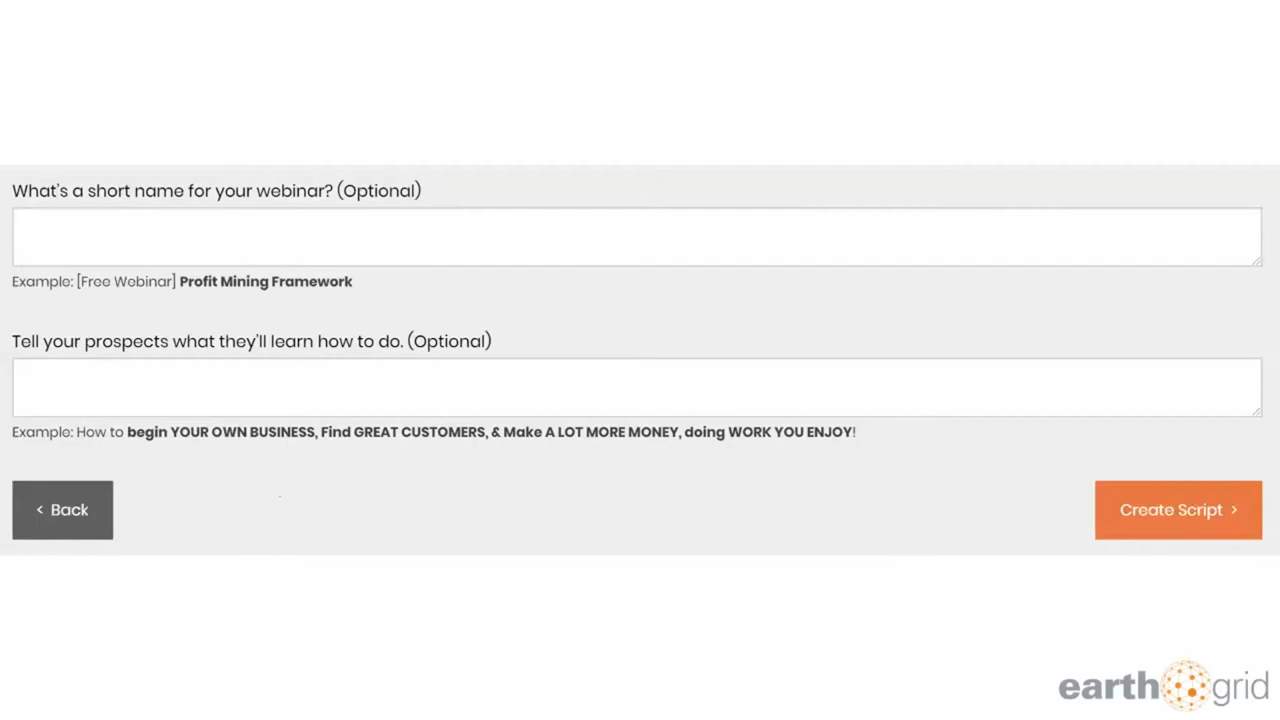 What's a short name for your webinar? (Optional)
Example: [Free Webinar] Profit Mining Framework
Tell your prospects what they'll learn how to do. (Optional)
Example: How to begin YOUR OWN BUSINESS, Find GREAT CUSTOMERS, & Make A LOT MORE MONEY, doing WORK YOU ENJOY!
< Back
Create Script >
earth grid